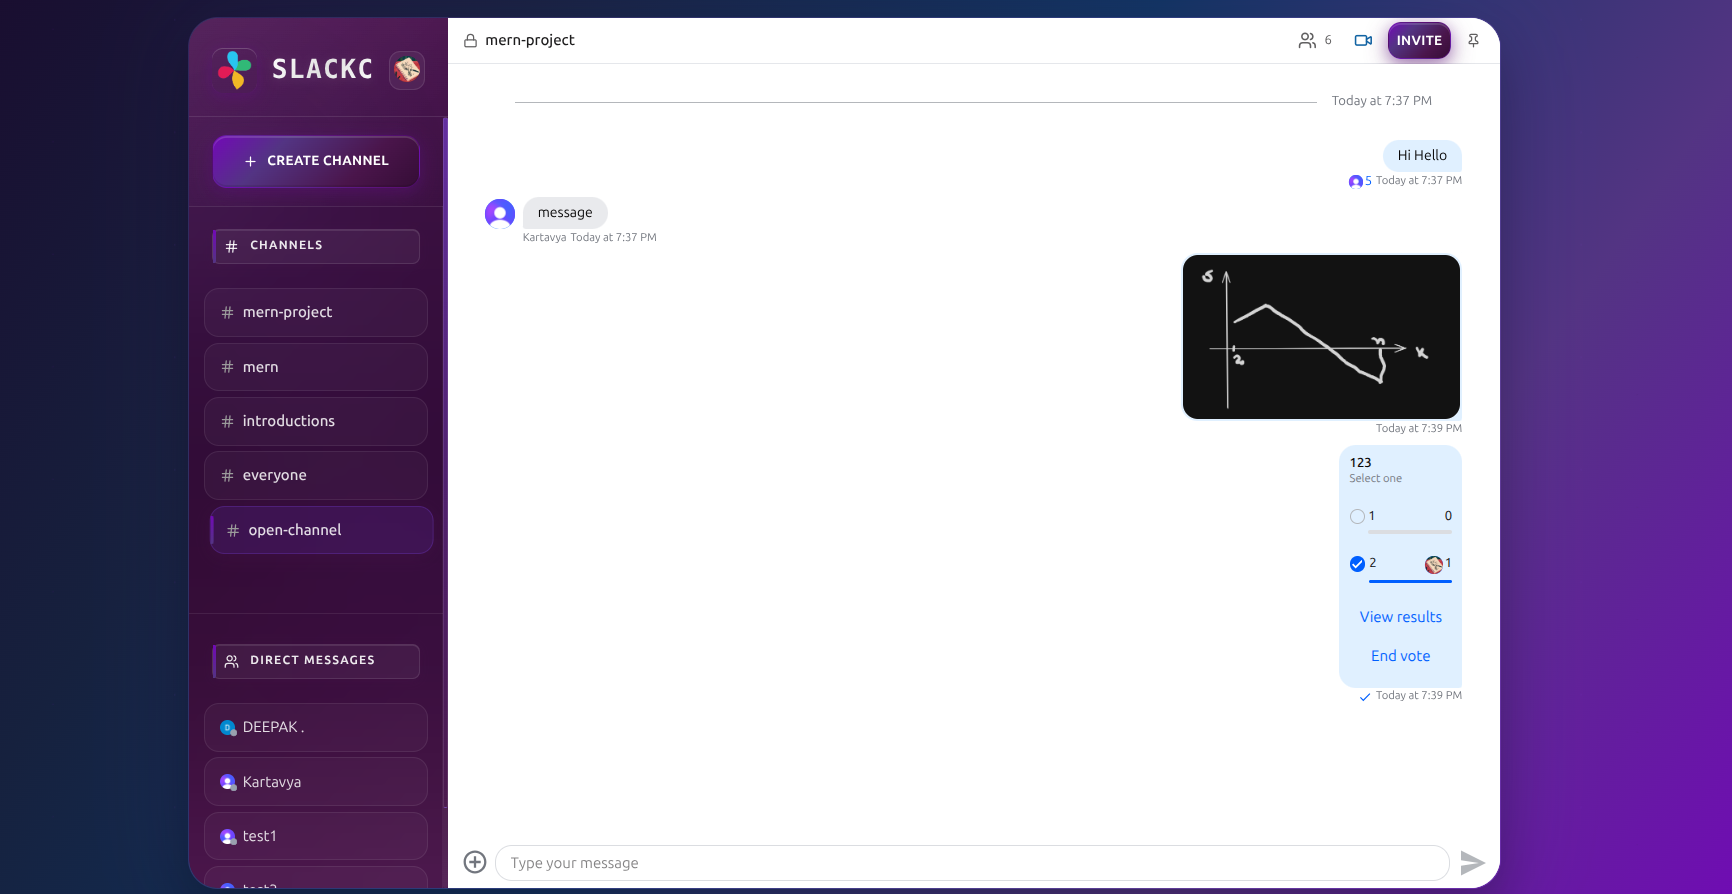 SLACKC
CREATE CHANNEL
# CHANNELS
# mern-project
# mern
# introductions
# everyone
# open-channel
DIRECT MESSAGES
D DEEPAK .
Kartavya
test1
mern-project
6
INVITE
Today at 7:37 PM
Hi Hello
5 Today at 7:37 PM
message
Kartavya Today at 7:37 PM
S
2
n
x
Today at 7:39 PM
123
Select one
1 0
2 1
View results
End vote
Today at 7:39 PM
Type your message